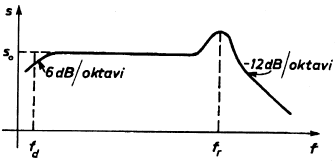 s
s₀
6dB/oktavi
-12dB/oktavi
f_d
f_r
f